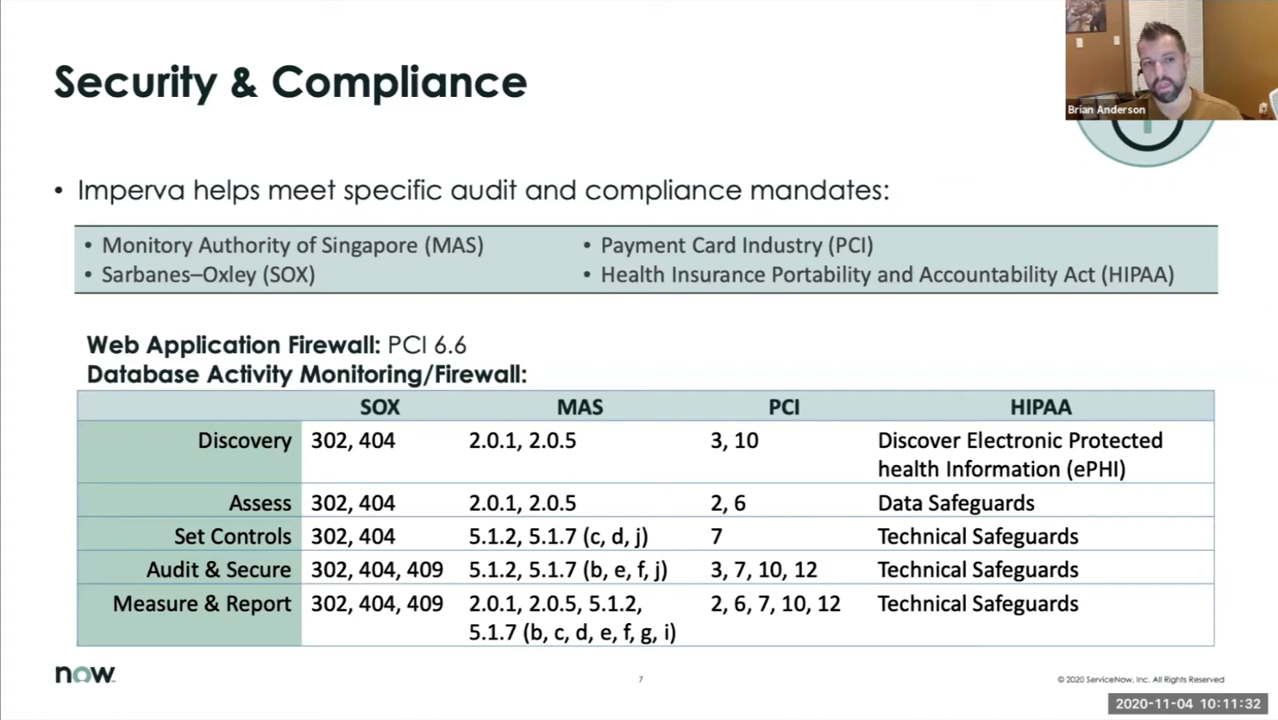 Security & Compliance
Brian Anderson
• Imperva helps meet specific audit and compliance mandates:
• Monitory Authority of Singapore (MAS)
• Payment Card Industry (PCI)
• Sarbanes–Oxley (SOX)
• Health Insurance Portability and Accountability Act (HIPAA)
Web Application Firewall: PCI 6.6
Database Activity Monitoring/Firewall:
SOX MAS PCI HIPAA
Discovery 302, 404 2.0.1, 2.0.5 3, 10 Discover Electronic Protected
health Information (ePHI)
Assess 302, 404 2.0.1, 2.0.5 2, 6 Data Safeguards
Set Controls 302, 404 5.1.2, 5.1.7 (c, d, j) 7 Technical Safeguards
Audit & Secure 302, 404, 409 5.1.2, 5.1.7 (b, e, f, j) 3, 7, 10, 12 Technical Safeguards
Measure & Report 302, 404, 409 2.0.1, 2.0.5, 5.1.2, 2, 6, 7, 10, 12 Technical Safeguards
5.1.7 (b, c, d, e, f, g, i)
now
7
© 2020 ServiceNow, Inc. All Rights Reserved
2020-11-04 10:11:32